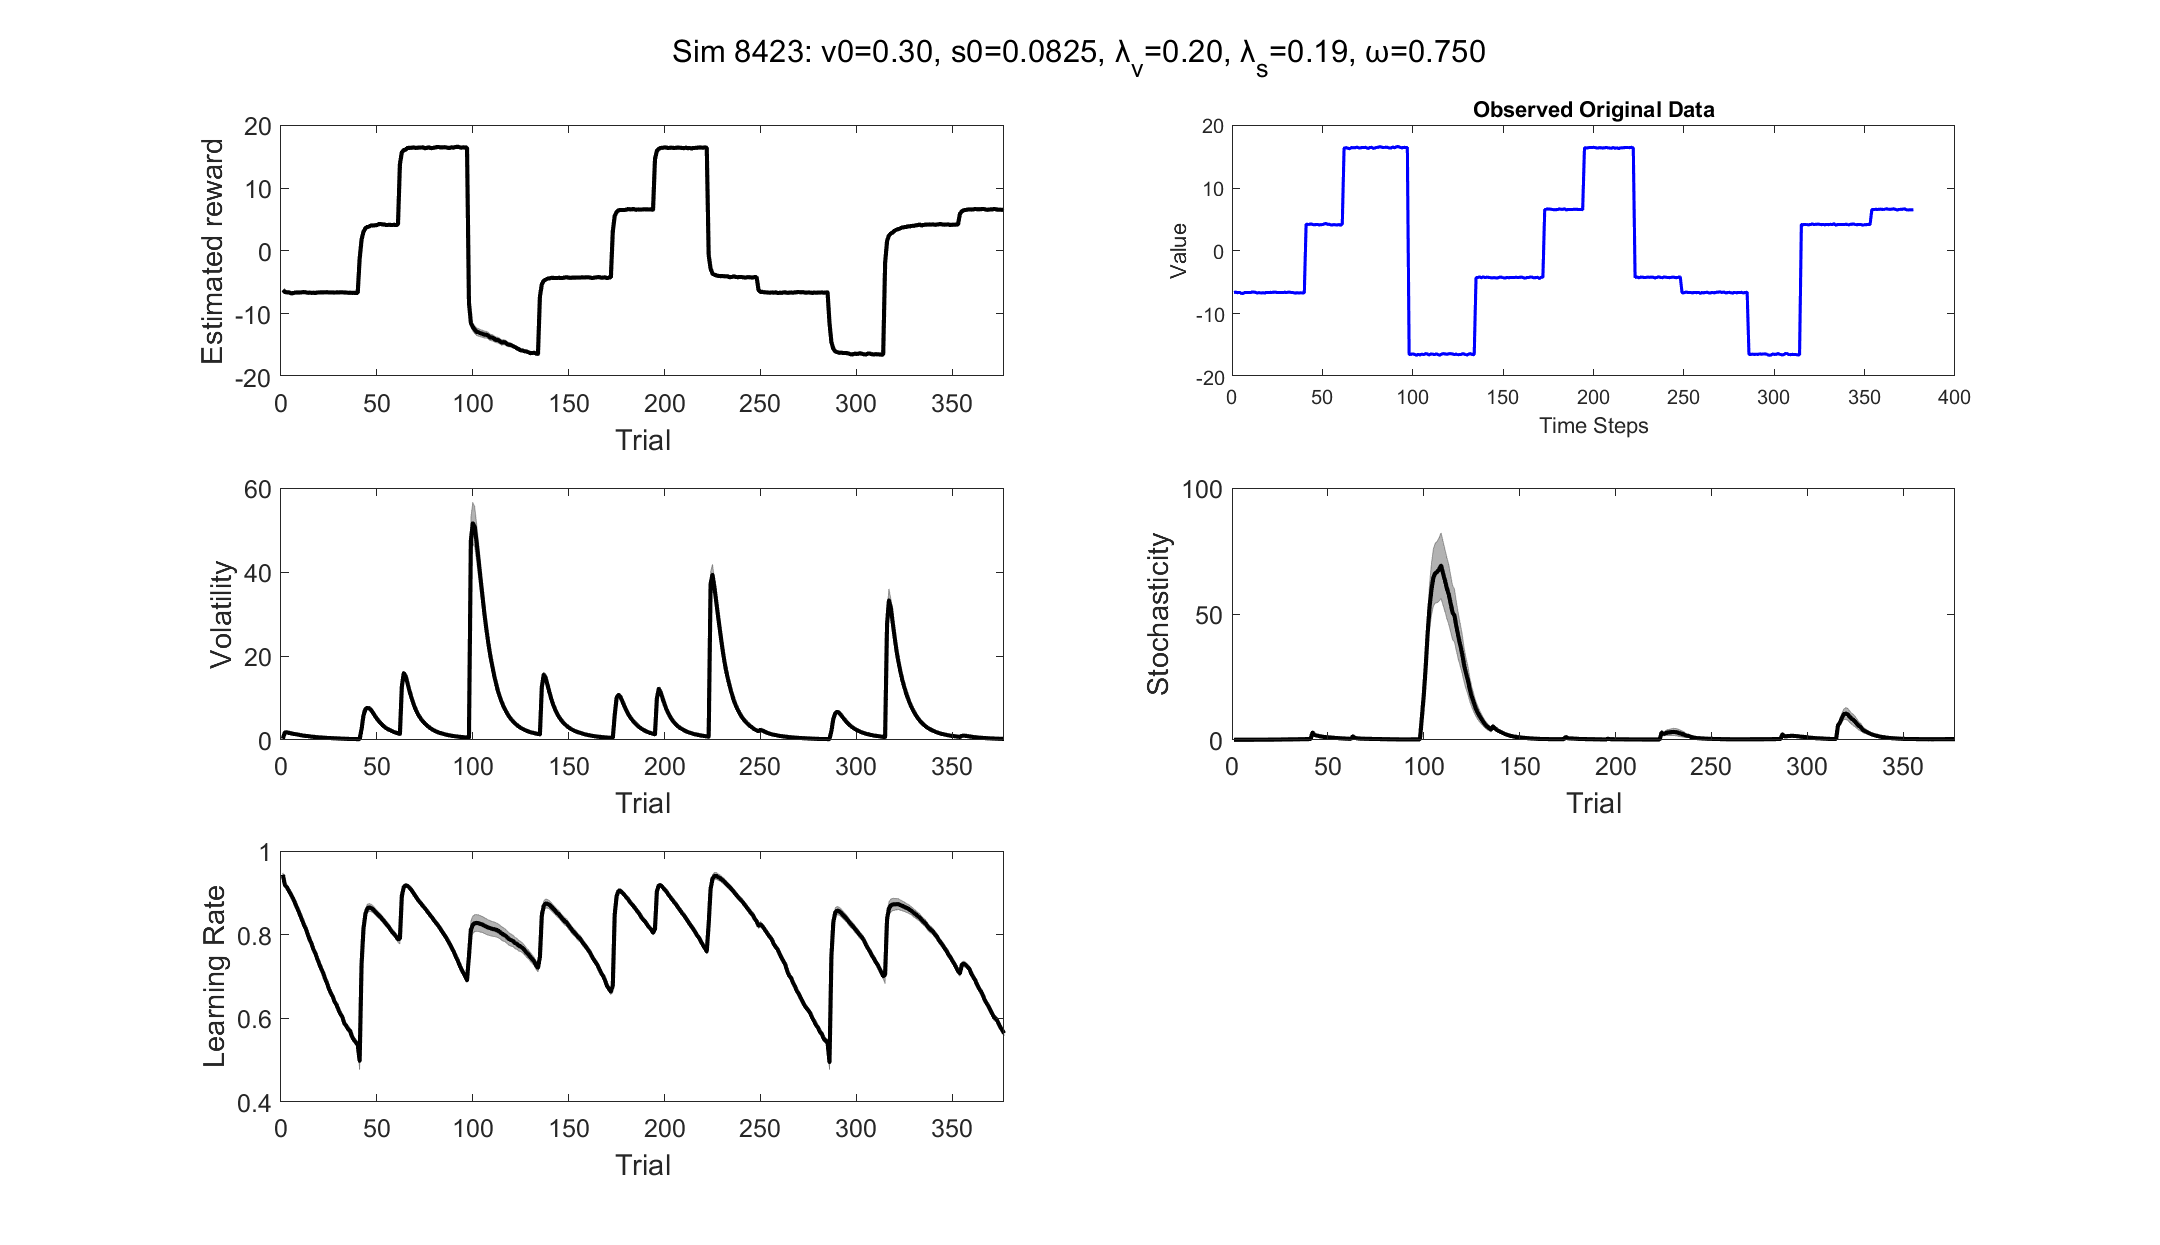 Sim 8423: v0=0.30, s0=0.0825, λ_v=0.20, λ_s=0.19, ω=0.750
20
10
0
-10
-20
Estimated reward
0 50 100 150 200 250 300 350
Trial
Observed Original Data
20
10
0
-10
-20
Value
0 50 100 150 200 250 300 350 400
Time Steps
60
40
20
0
Volatility
0 50 100 150 200 250 300 350
Trial
100
50
0
Stochasticity
0 50 100 150 200 250 300 350
Trial
1
0.8
0.6
0.4
Learning Rate
0 50 100 150 200 250 300 350
Trial